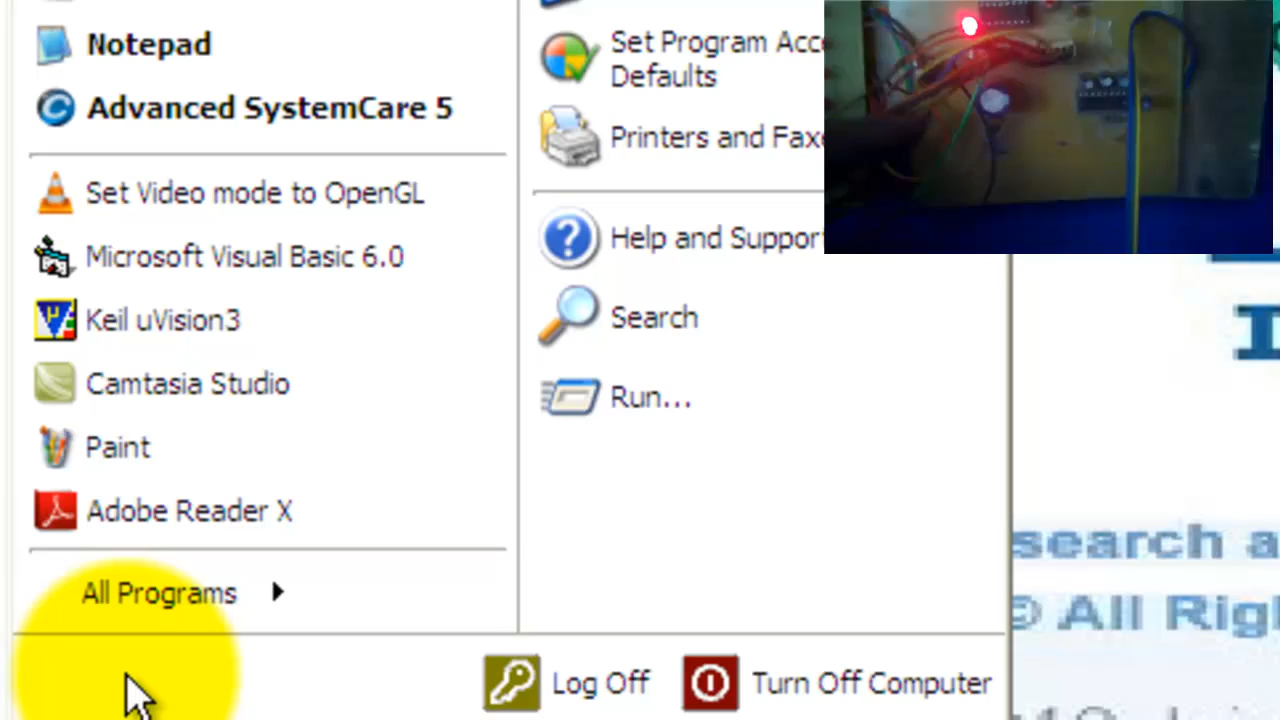 Notepad
Advanced SystemCare 5
Set Video mode to OpenGL
Microsoft Visual Basic 6.0
Keil uVision3
Camtasia Studio
Paint
Adobe Reader X
All Programs
Set Program Acc
Defaults
Printers and Fax
Help and Suppor
Search
Run...
Log Off
Turn Off Computer
search a
© All Rig